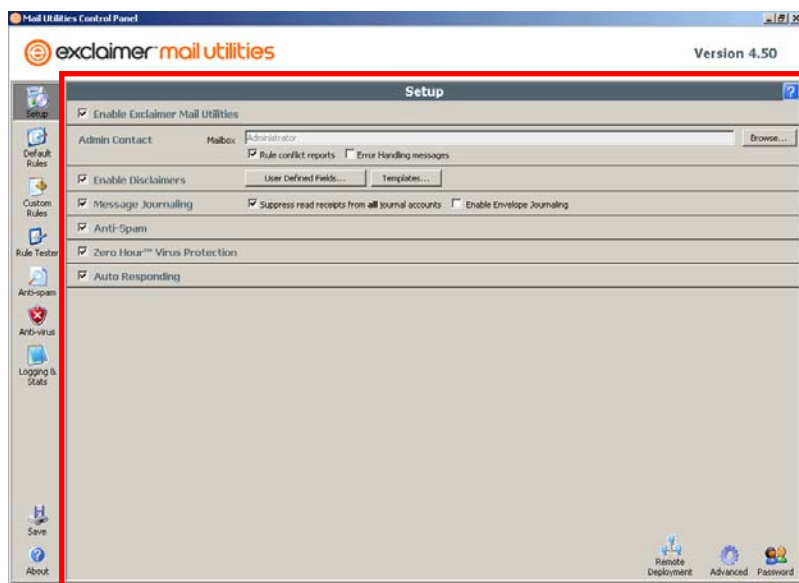 Mail Utilities Control Panel
exclaimer™ mail utilities
Version 4.50
Setup
Setup
Enable Exclaimer Mail Utilities
Admin Contact Mailbox Administrator Browse...
Rule conflict reports Error Handling messages
Enable Disclaimers User Defined Fields... Templates...
Message Journaling Suppress read receipts from all journal accounts Enable Envelope Journaling
Anti-Spam
Zero Hour™ Virus Protection
Auto Responding
Default
Rules
Custom
Rules
Rule Tester
Anti-spam
Anti-virus
Logging &
Stats
Save
About
Remote
Deployment
Advanced
Password